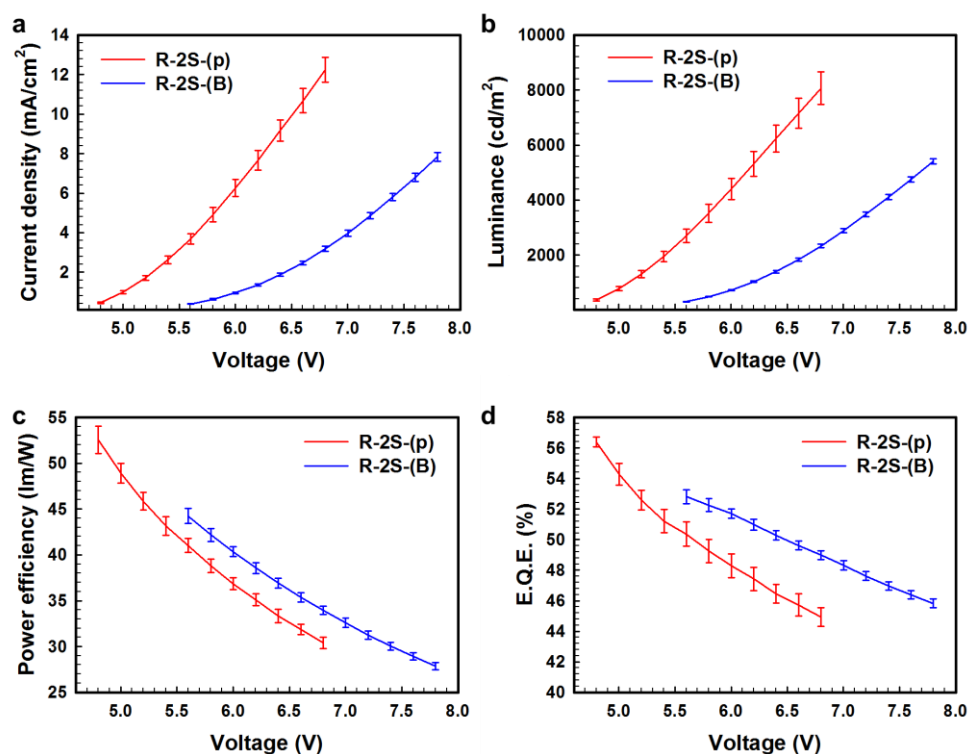 a
Current density (mA/cm²)
14
12
10
8
6
4
2
R-2S-(p)
R-2S-(B)
5.0 5.5 6.0 6.5 7.0 7.5 8.0
Voltage (V)
b
Luminance (cd/m²)
10000
8000
6000
4000
2000
R-2S-(p)
R-2S-(B)
5.0 5.5 6.0 6.5 7.0 7.5 8.0
Voltage (V)
c
Power efficiency (lm/W)
55
50
45
40
35
30
25
R-2S-(p)
R-2S-(B)
5.0 5.5 6.0 6.5 7.0 7.5 8.0
Voltage (V)
d
E.Q.E. (%)
58
56
54
52
50
48
46
44
42
40
R-2S-(p)
R-2S-(B)
5.0 5.5 6.0 6.5 7.0 7.5 8.0
Voltage (V)